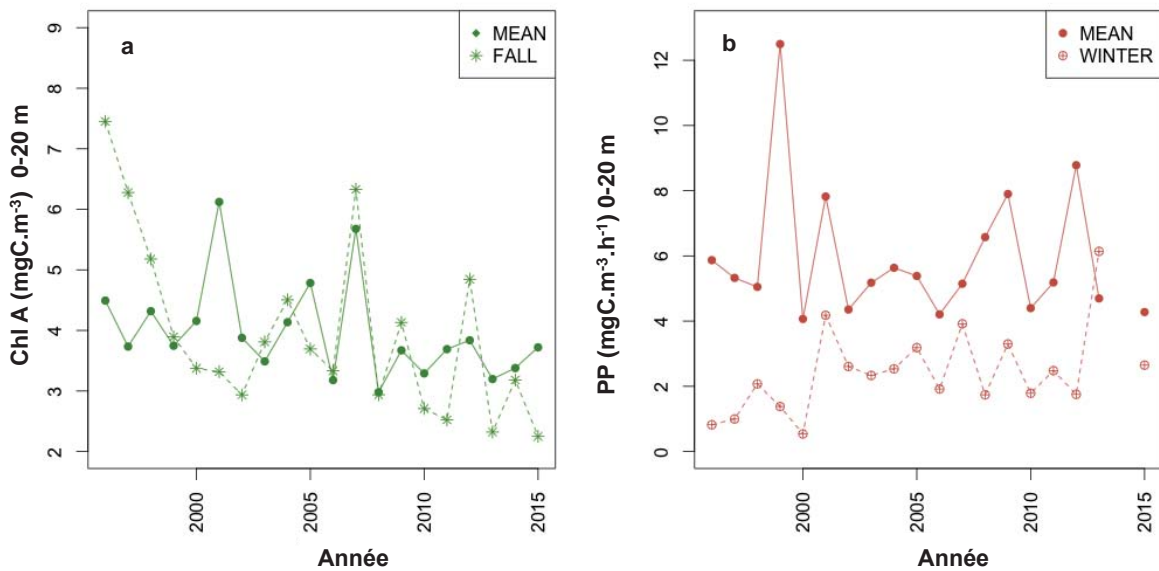 a
MEAN
FALL
Chl A (mgC.m-3) 0-20 m
9
8
7
6
5
4
3
2
2000
2005
2010
2015
Année
b
MEAN
WINTER
PP (mgC.m-3.h-1) 0-20 m
12
10
8
6
4
2
0
2000
2005
2010
2015
Année